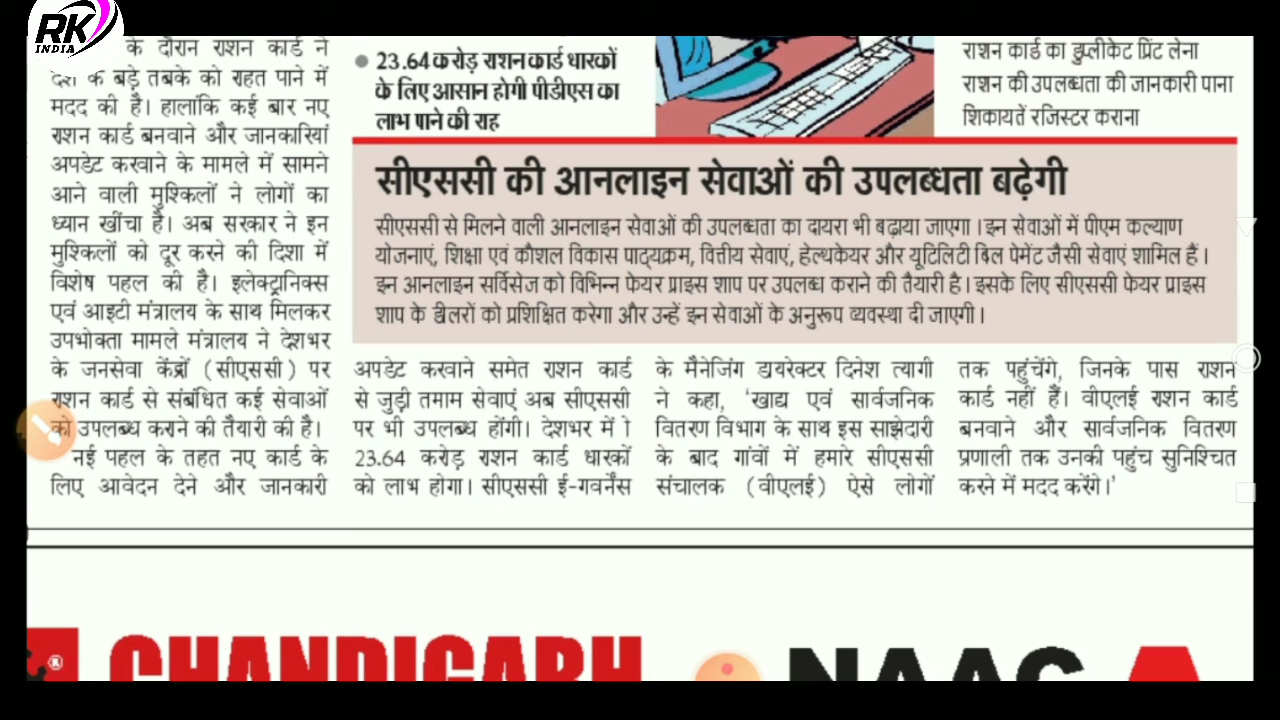 RK
INDIA
के दौरान राशन कार्ड ने
देश के बड़े तबके को राहत पाने में
मदद की है। हालांकि कई बार नए
राशन कार्ड बनवाने और जानकारियां
अपडेट करवाने के मामले में सामने
आने वाली मुश्किलों ने लोगों का
ध्यान खींचा है। अब सरकार ने इन
मुश्किलों को दूर करने की दिशा में
विशेष पहल की है। इलेक्ट्रानिक्स
एवं आइटी मंत्रालय के साथ मिलकर
उपभोक्ता मामले मंत्रालय ने देशभर
के जनसेवा केंद्रों (सीएससी) पर
राशन कार्ड से संबंधित कई सेवाओं
को उपलब्ध कराने की तैयारी की है।
नई पहल के तहत नए कार्ड के
लिए आवेदन देने और जानकारी
● 23.64 करोड़ राशन कार्ड धारकों
के लिए आसान होगी पीडीएस का
लाभ पाने की राह
राशन कार्ड का डुप्लीकेट प्रिंट लेना
राशन की उपलब्धता की जानकारी पाना
शिकायतें रजिस्टर कराना
सीएससी की आनलाइन सेवाओं की उपलब्धता बढ़ेगी
सीएससी से मिलने वाली आनलाइन सेवाओं की उपलब्धता का दायरा भी बढ़ाया जाएगा। इन सेवाओं में पीएम कल्याण
योजनाएं, शिक्षा एवं कौशल विकास पाठ्यक्रम, वित्तीय सेवाएं, हेल्थकेयर और यूटिलिटी बिल पेमेंट जैसी सेवाएं शामिल हैं।
इन आनलाइन सर्विसेज को विभिन्न फेयर प्राइस शाप पर उपलब्ध कराने की तैयारी है। इसके लिए सीएससी फेयर प्राइस
शाप के डीलरों को प्रशिक्षित करेगा और उन्हें इन सेवाओं के अनुरूप व्यवस्था दी जाएगी।
अपडेट करवाने समेत राशन कार्ड
से जुड़ी तमाम सेवाएं अब सीएससी
पर भी उपलब्ध होंगी। देशभर में
23.64 करोड़ राशन कार्ड धारकों
को लाभ होगा। सीएससी ई-गवर्नेंस
के मैनेजिंग डायरेक्टर दिनेश त्यागी
ने कहा, 'खाद्य एवं सार्वजनिक
वितरण विभाग के साथ इस साझेदारी
के बाद गांवों में हमारे सीएससी
संचालक (वीएलई) ऐसे लोगों
तक पहुंचेंगे, जिनके पास राशन
कार्ड नहीं हैं। वीएलई राशन कार्ड
बनवाने और सार्वजनिक वितरण
प्रणाली तक उनकी पहुंच सुनिश्चित
करने में मदद करेंगे।'
CHANDIGARH
NAAC A